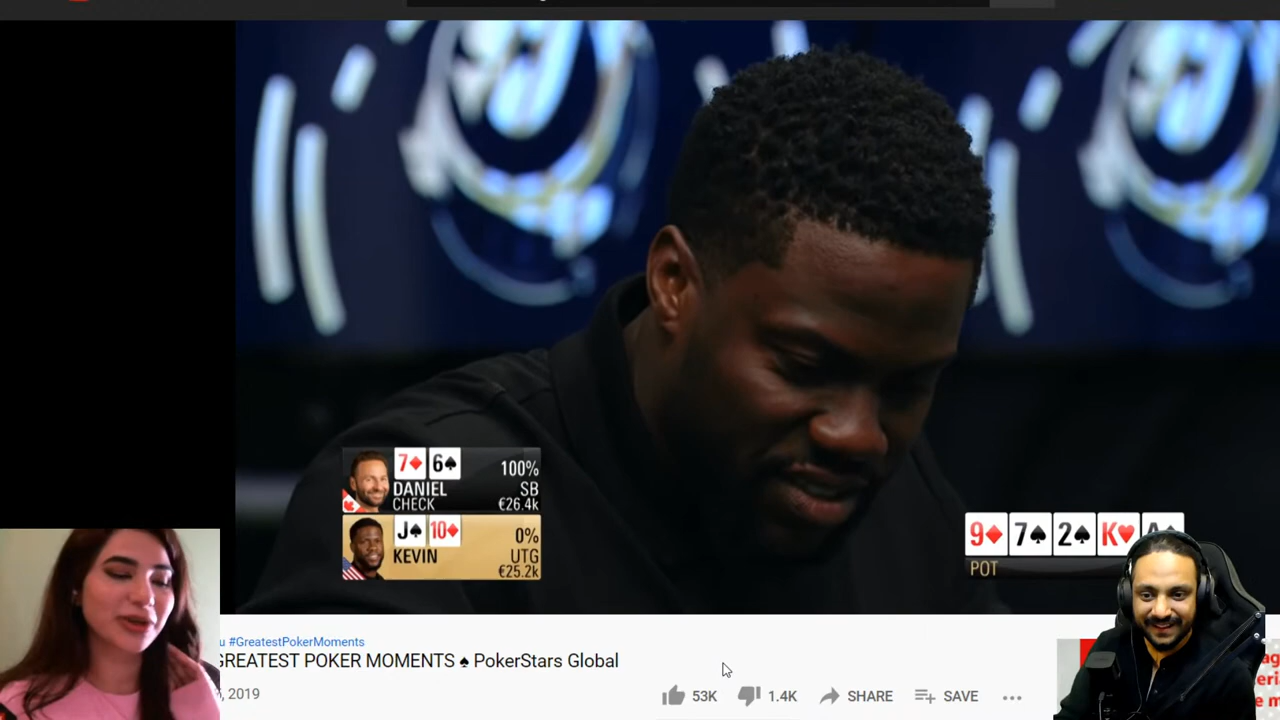 7♦ 6♠ 100%
DANIEL SB
CHECK €26.4k
J♠ 10♦ 0%
KEVIN UTG
€25.2k
9♦ 7♠ 2♠ K♥ A♠
POT
#GreatestPokerMoments
GREATEST POKER MOMENTS ♠ PokerStars Global
, 2019
53K 1.4K SHARE SAVE ...